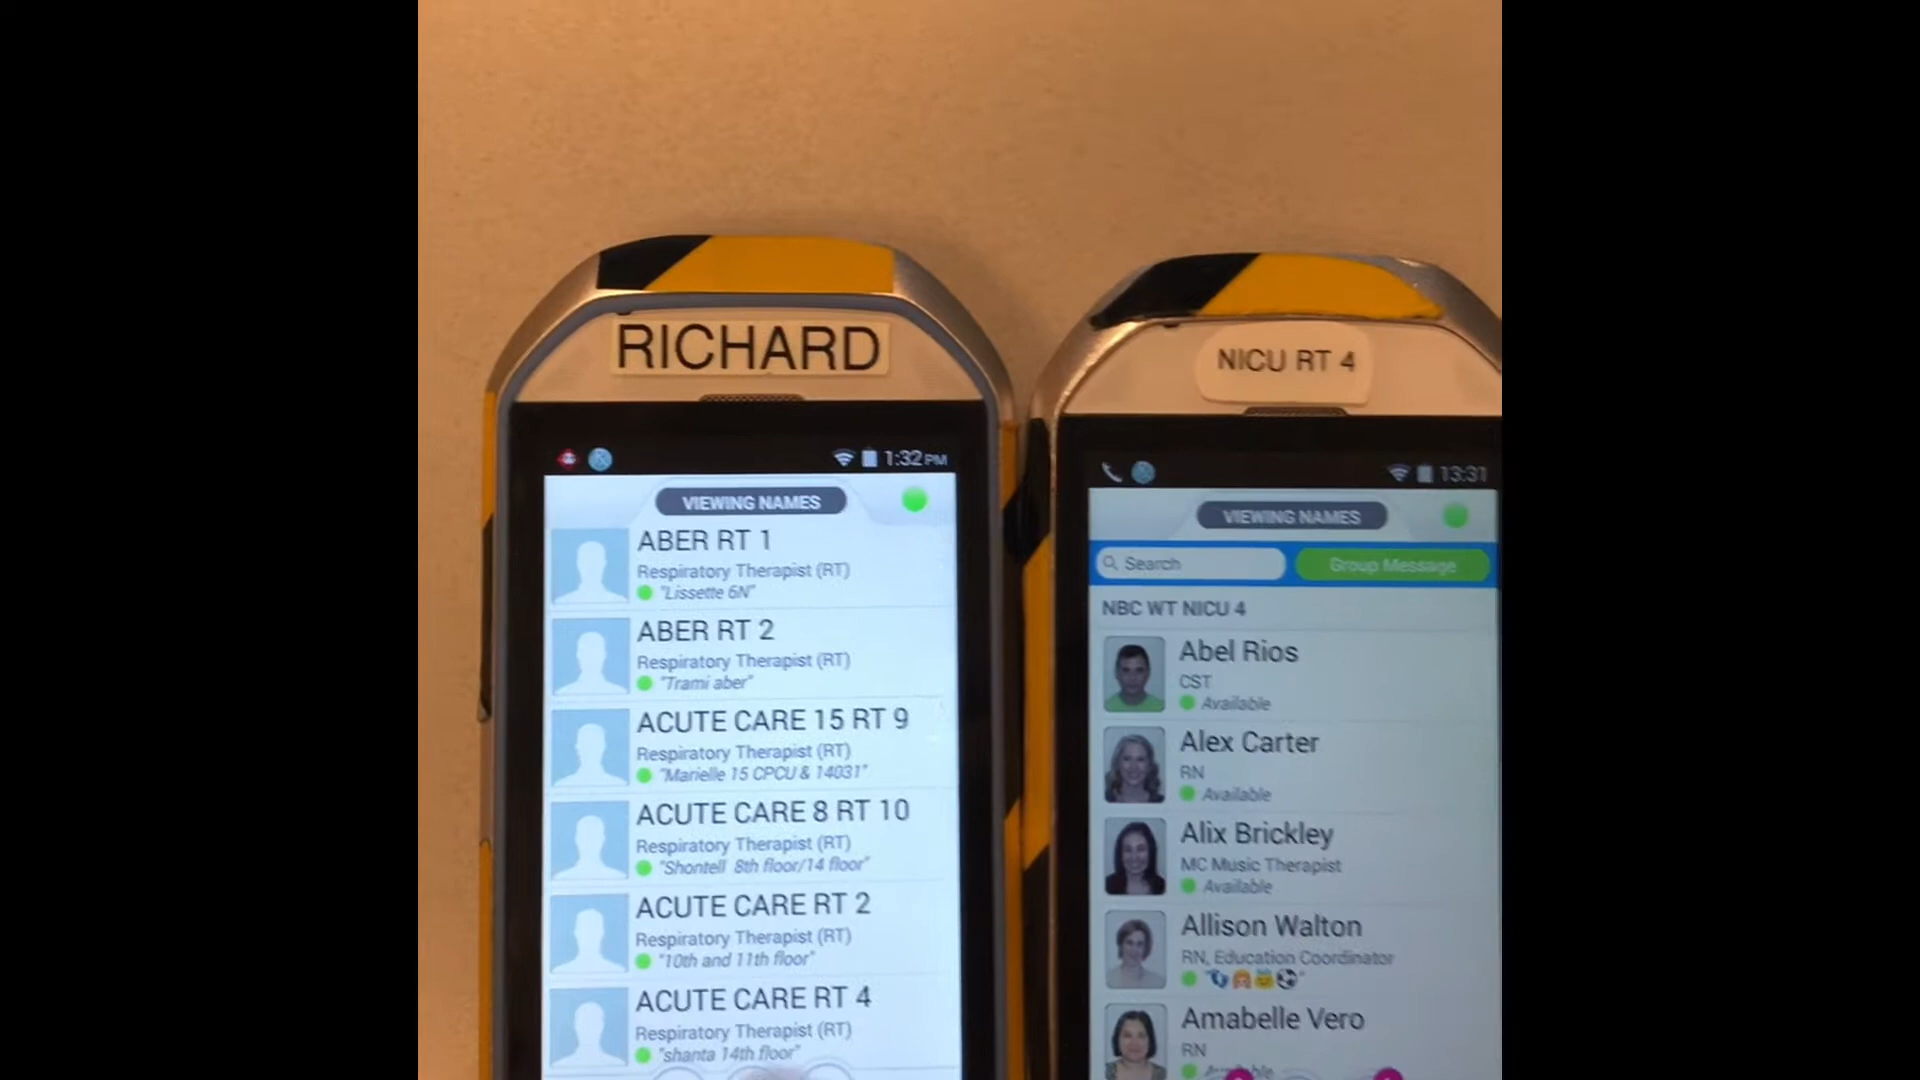 RICHARD
1:32 PM
VIEWING NAMES
ABER RT 1
Respiratory Therapist (RT)
"Lissette 6N"
ABER RT 2
Respiratory Therapist (RT)
"Trami aber"
ACUTE CARE 15 RT 9
Respiratory Therapist (RT)
"Marielle 15 CPCU & 14031"
ACUTE CARE 8 RT 10
Respiratory Therapist (RT)
"Shontell 8th floor/14 floor"
ACUTE CARE RT 2
Respiratory Therapist (RT)
"10th and 11th floor"
ACUTE CARE RT 4
Respiratory Therapist (RT)
"shanta 14th floor"
NICU RT 4
13:31
VIEWING NAMES
Search
Group Message
NBC WT NICU 4
Abel Rios
CST
Available
Alex Carter
RN
Available
Alix Brickley
MC Music Therapist
Available
Allison Walton
RN, Education Coordinator
Amabelle Vero
RN
Available